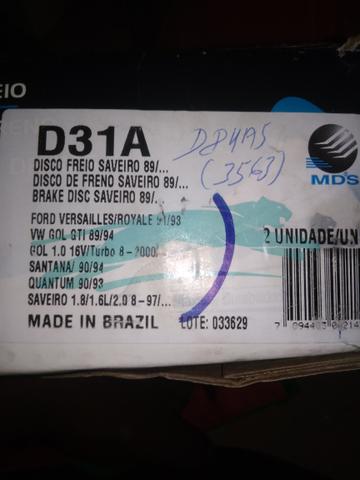 EIO
D31A
DISCO FREIO SAVEIRO 89/...
DISCO DE FRENO SAVEIRO 89/...
BRAKE DISC SAVEIRO 89/...
(3563)
MDS
FORD VERSAILLES/ROYALE 91/93
VW GOL GTI 89/94
GOL 1.0 16V/Turbo 8-2000/
SANTANA/ 90/94
QUANTUM 90/93
SAVEIRO 1.8/1.6L/2.0 8-97/...
2 UNIDADE/UN
MADE IN BRAZIL
LOTE: 033629